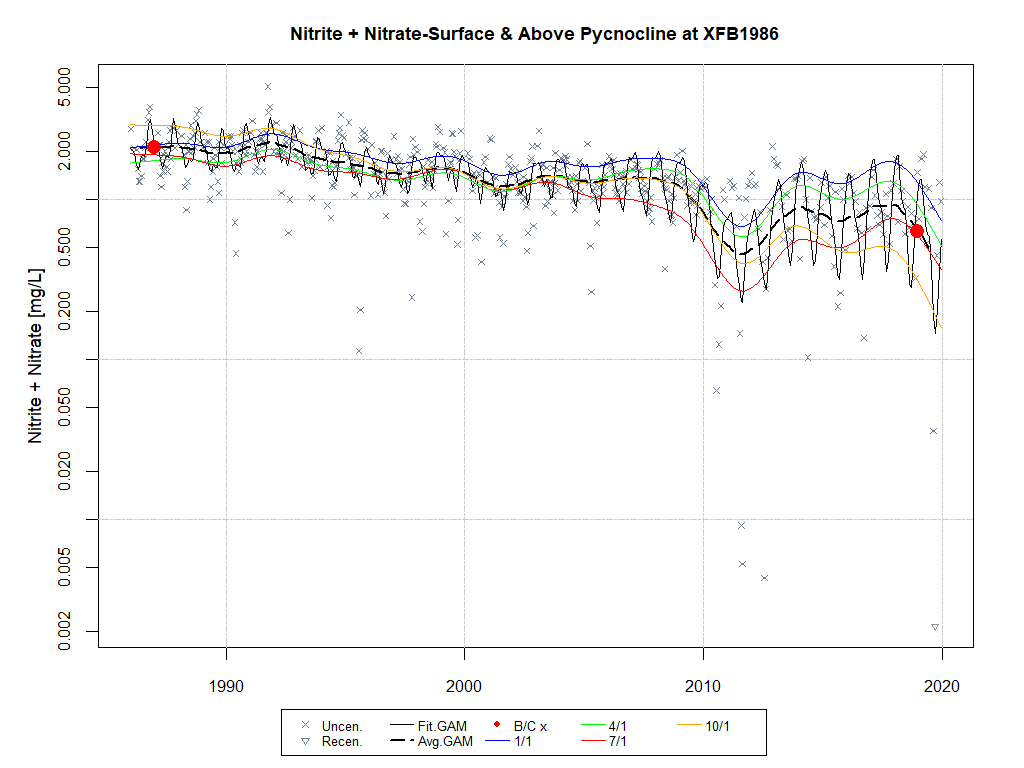 Nitrite + Nitrate-Surface & Above Pycnocline at XFB1986
Nitrite + Nitrate [mg/L]
5.000
2.000
0.500
0.200
0.050
0.020
0.005
0.002
1990 2000 2010 2020
Uncen. Fit.GAM B/C x 4/1 10/1
Recen. Avg.GAM 1/1 7/1